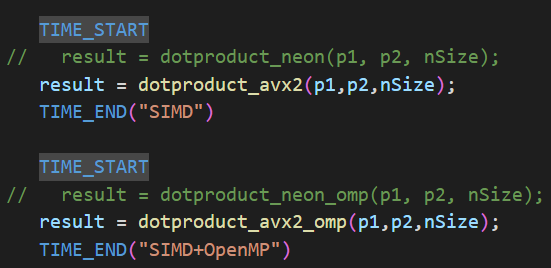 TIME_START
//   result = dotproduct_neon(p1, p2, nSize);
result = dotproduct_avx2(p1,p2,nSize);
TIME_END("SIMD")
TIME_START
//   result = dotproduct_neon_omp(p1, p2, nSize);
result = dotproduct_avx2_omp(p1,p2,nSize);
TIME_END("SIMD+OpenMP")